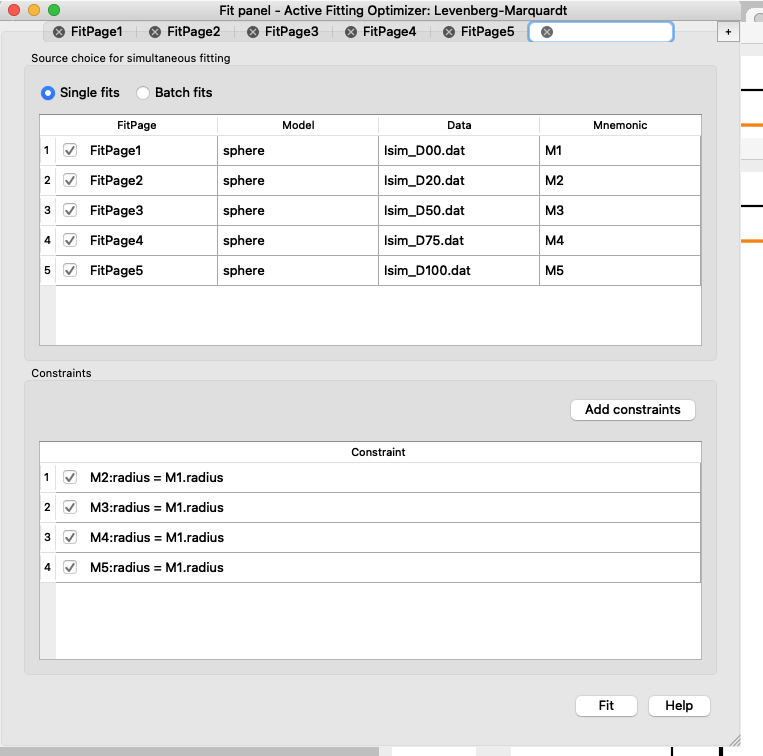 Fit panel - Active Fitting Optimizer: Levenberg-Marquardt
FitPage1 FitPage2 FitPage3 FitPage4 FitPage5 +
Source choice for simultaneous fitting
Single fits Batch fits
FitPage Model Data Mnemonic
1 FitPage1 sphere Isim_D00.dat M1
2 FitPage2 sphere Isim_D20.dat M2
3 FitPage3 sphere Isim_D50.dat M3
4 FitPage4 sphere Isim_D75.dat M4
5 FitPage5 sphere Isim_D100.dat M5
Constraints
Add constraints
Constraint
1 M2:radius = M1.radius
2 M3:radius = M1.radius
3 M4:radius = M1.radius
4 M5:radius = M1.radius
Fit Help